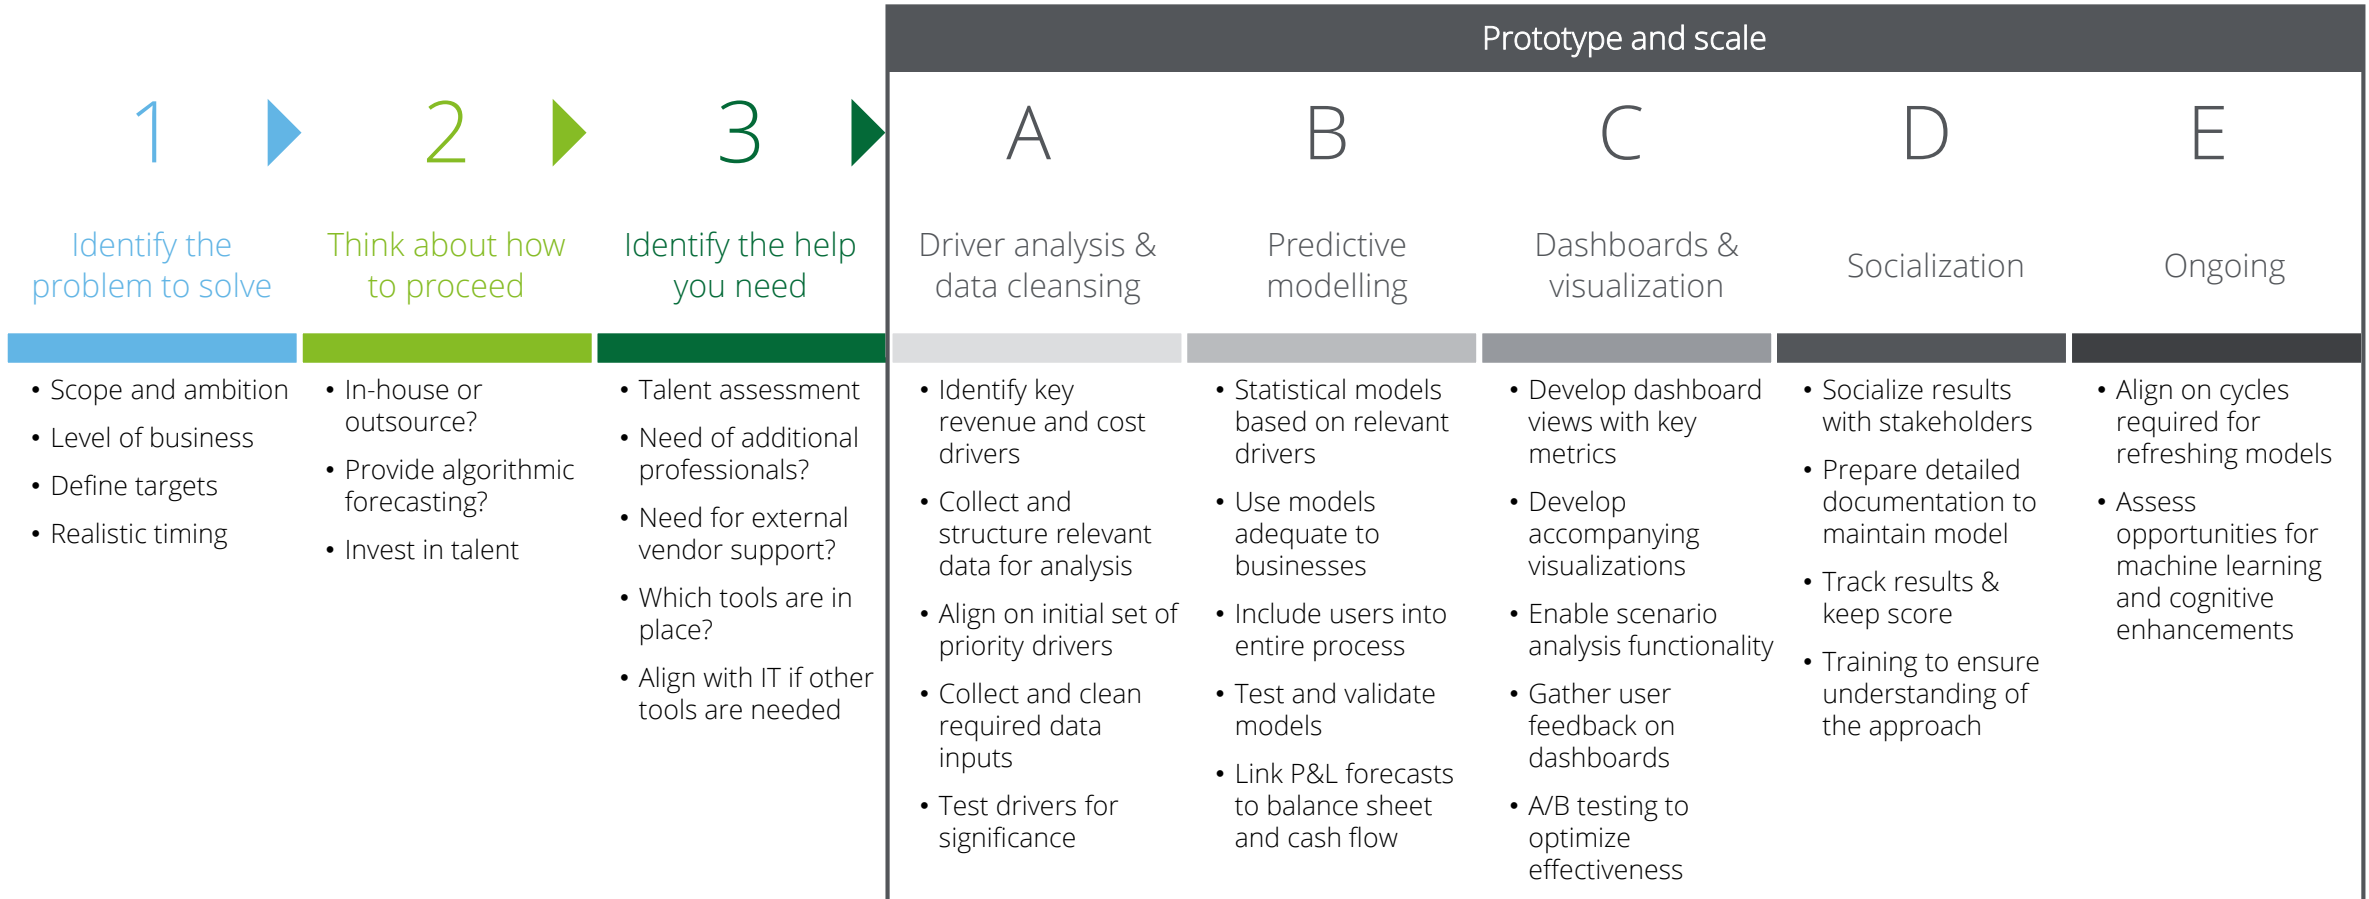 Prototype and scale
1
2
3
A
B
C
D
E
Identify the
problem to solve
Think about how
to proceed
Identify the help
you need
Driver analysis &
data cleansing
Predictive
modelling
Dashboards &
visualization
Socialization
Ongoing
• Scope and ambition
• Level of business
• Define targets
• Realistic timing
• In-house or
outsource?
• Provide algorithmic
forecasting?
• Invest in talent
• Talent assessment
• Need of additional
professionals?
• Need for external
vendor support?
• Which tools are in
place?
• Align with IT if other
tools are needed
• Identify key
revenue and cost
drivers
• Collect and
structure relevant
data for analysis
• Align on initial set of
priority drivers
• Collect and clean
required data
inputs
• Test drivers for
significance
• Statistical models
based on relevant
drivers
• Use models
adequate to
businesses
• Include users into
entire process
• Test and validate
models
• Link P&L forecasts
to balance sheet
and cash flow
• Develop dashboard
views with key
metrics
• Develop
accompanying
visualizations
• Enable scenario
analysis functionality
• Gather user
feedback on
dashboards
• A/B testing to
optimize
effectiveness
• Socialize results
with stakeholders
• Prepare detailed
documentation to
maintain model
• Track results &
keep score
• Training to ensure
understanding of
the approach
• Align on cycles
required for
refreshing models
• Assess
opportunities for
machine learning
and cognitive
enhancements